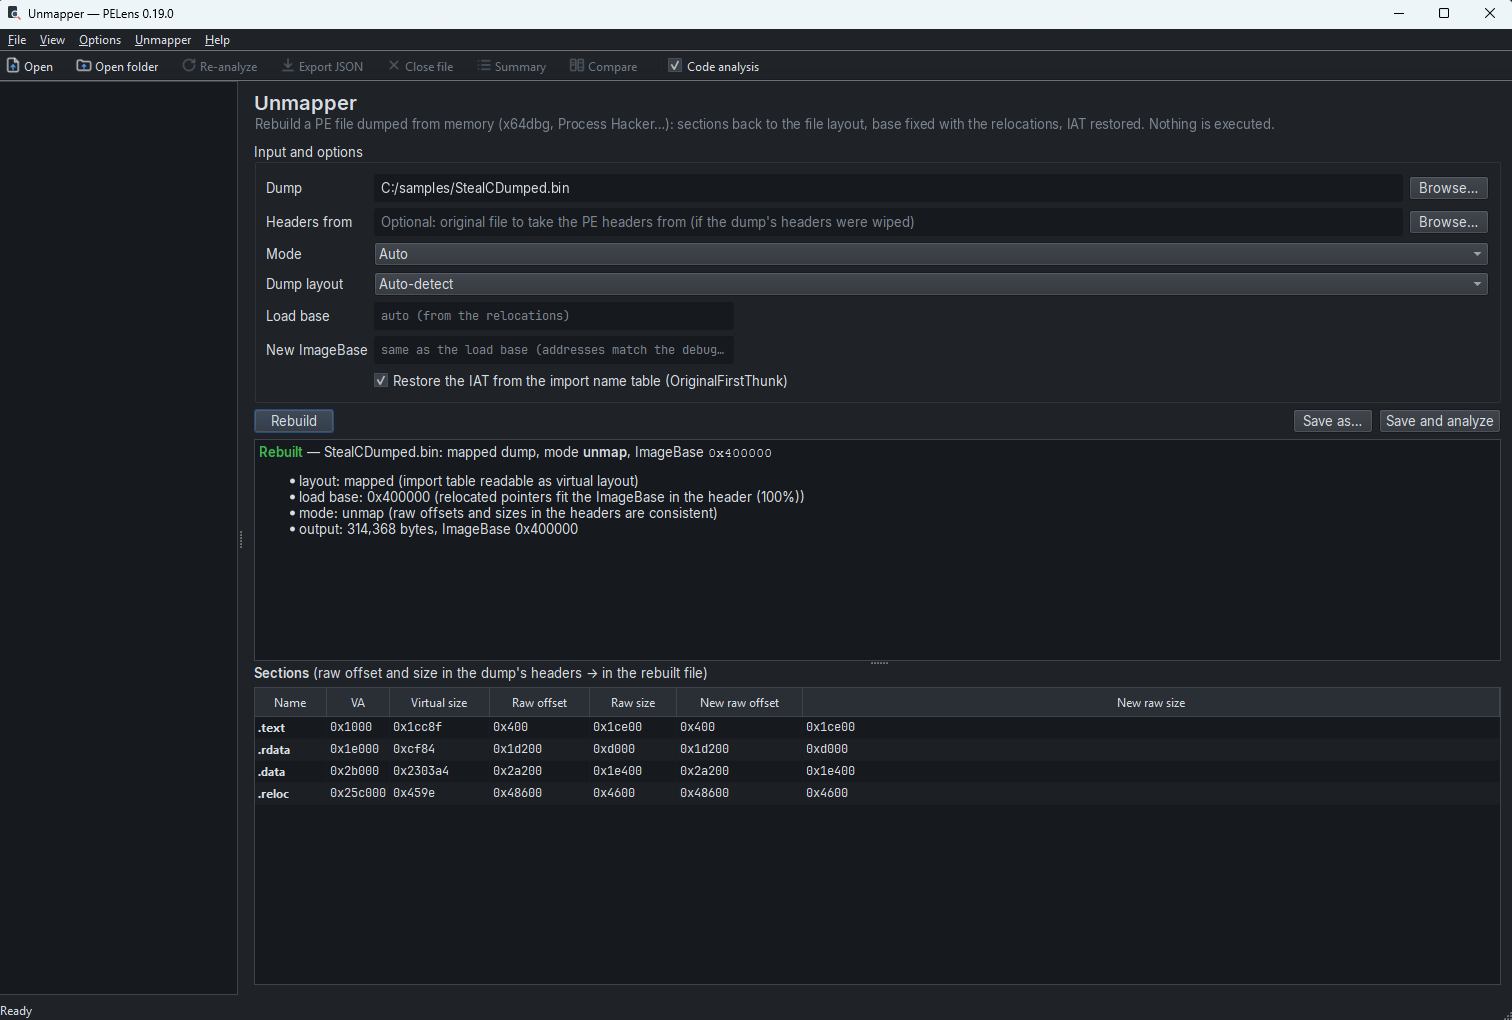 Unmapper — PELens 0.19.0
File View Options Unmapper Help
Open Open folder Re-analyze Export JSON Close file Summary Compare Code analysis
Unmapper
Rebuild a PE file dumped from memory (x64dbg, Process Hacker...): sections back to the file layout, base fixed with the relocations, IAT restored. Nothing is executed.
Input and options
Dump C:/samples/StealCDumped.bin Browse...
Headers from Optional: original file to take the PE headers from (if the dump's headers were wiped) Browse...
Mode Auto
Dump layout Auto-detect
Load base auto (from the relocations)
New ImageBase same as the load base (addresses match the debug…
Restore the IAT from the import name table (OriginalFirstThunk)
Rebuild Save as... Save and analyze
Rebuilt — StealCDumped.bin: mapped dump, mode unmap, ImageBase 0x400000
• layout: mapped (import table readable as virtual layout)
• load base: 0x400000 (relocated pointers fit the ImageBase in the header (100%))
• mode: unmap (raw offsets and sizes in the headers are consistent)
• output: 314,368 bytes, ImageBase 0x400000
Sections (raw offset and size in the dump's headers → in the rebuilt file)
Name VA Virtual size Raw offset Raw size New raw offset New raw size
.text 0x1000 0x1cc8f 0x400 0x1ce00 0x400 0x1ce00
.rdata 0x1e000 0xcf84 0x1d200 0xd000 0x1d200 0xd000
.data 0x2b000 0x2303a4 0x2a200 0x1e400 0x2a200 0x1e400
.reloc 0x25c000 0x459e 0x48600 0x4600 0x48600 0x4600
Ready